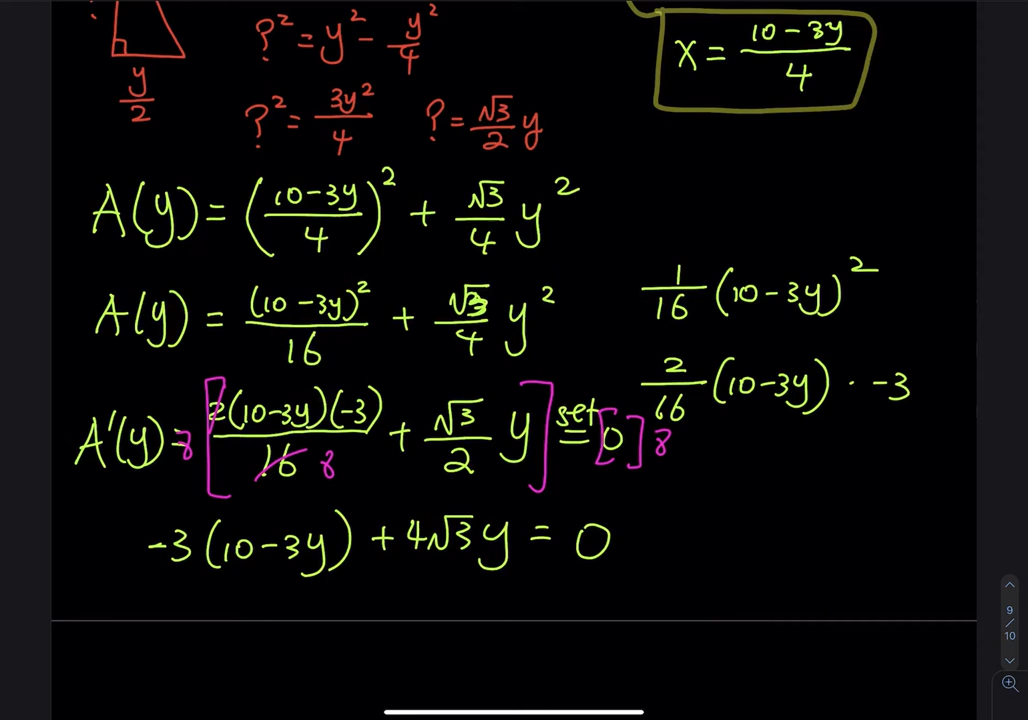 ?² = y² - y²/4
x = (10-3y)/4
y/2
?² = 3y²/4 ? = √3/2 y
A(y) = ((10-3y)/4)² + √3/4 y²
1/16 (10-3y)²
A(y) = (10-3y)²/16 + √3/4 y²
2/16 (10-3y) · -3
A'(y) = 8[2(10-3y)(-3)/16 8 + √3/2 y] set = [0] 8
-3(10-3y) + 4√3y = 0
9
/
10